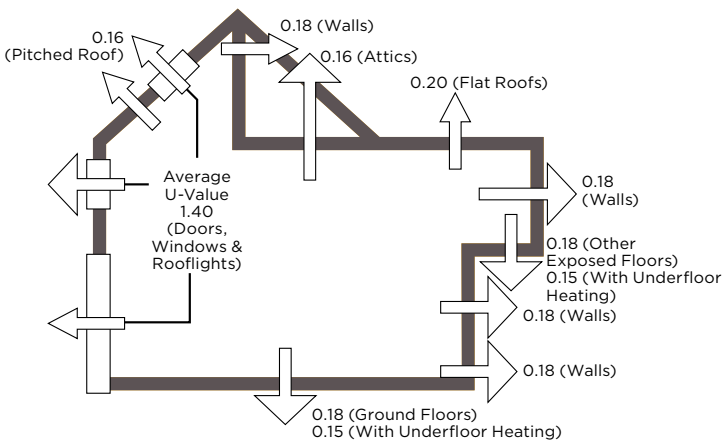 0.16
(Pitched Roof)
0.18 (Walls)
0.16 (Attics)
0.20 (Flat Roofs)
Average
U-Value
1.40
(Doors,
Windows &
Rooflights)
0.18
(Walls)
0.18 (Other
Exposed Floors)
0.15 (With Underfloor
Heating)
0.18 (Walls)
0.18 (Walls)
0.18 (Ground Floors)
0.15 (With Underfloor Heating)